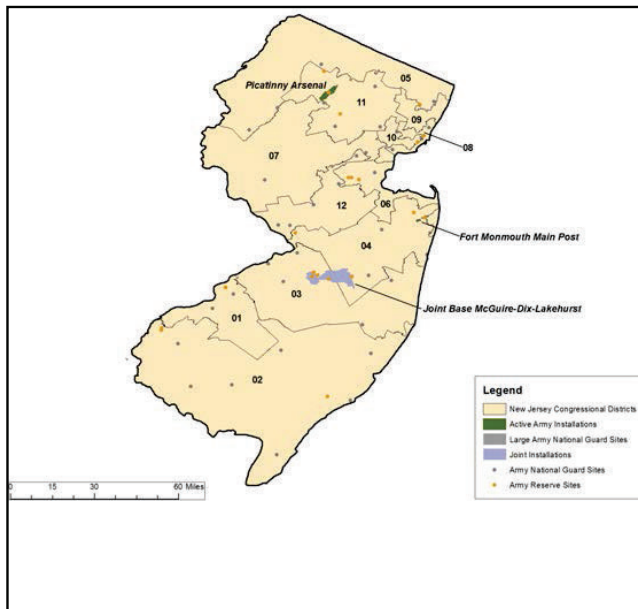 05
Picatinny Arsenal
11
09
10
08
07
12
06
Fort Monmouth Main Post
04
03
Joint Base McGuire-Dix-Lakehurst
01
02
Legend
New Jersey Congressional Districts
Active Army Installations
Large Army National Guard Sites
Joint Installations
Army National Guard Sites
Army Reserve Sites
0 15 30 60 Miles